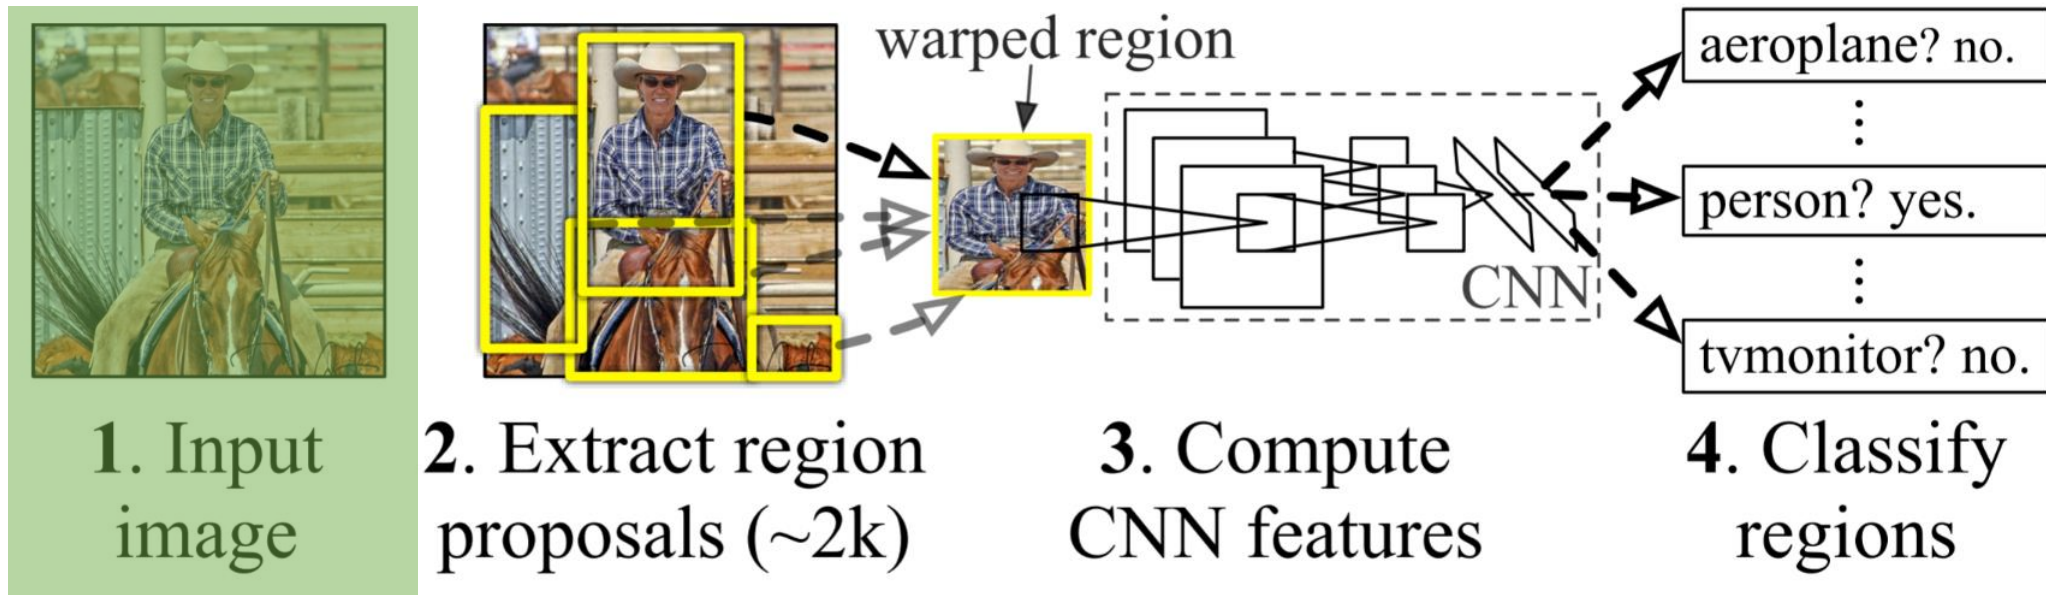 warped region
aeroplane? no.
person? yes.
CNN
tvmonitor? no.
1. Input
image
2. Extract region
proposals (~2k)
3. Compute
CNN features
4. Classify
regions